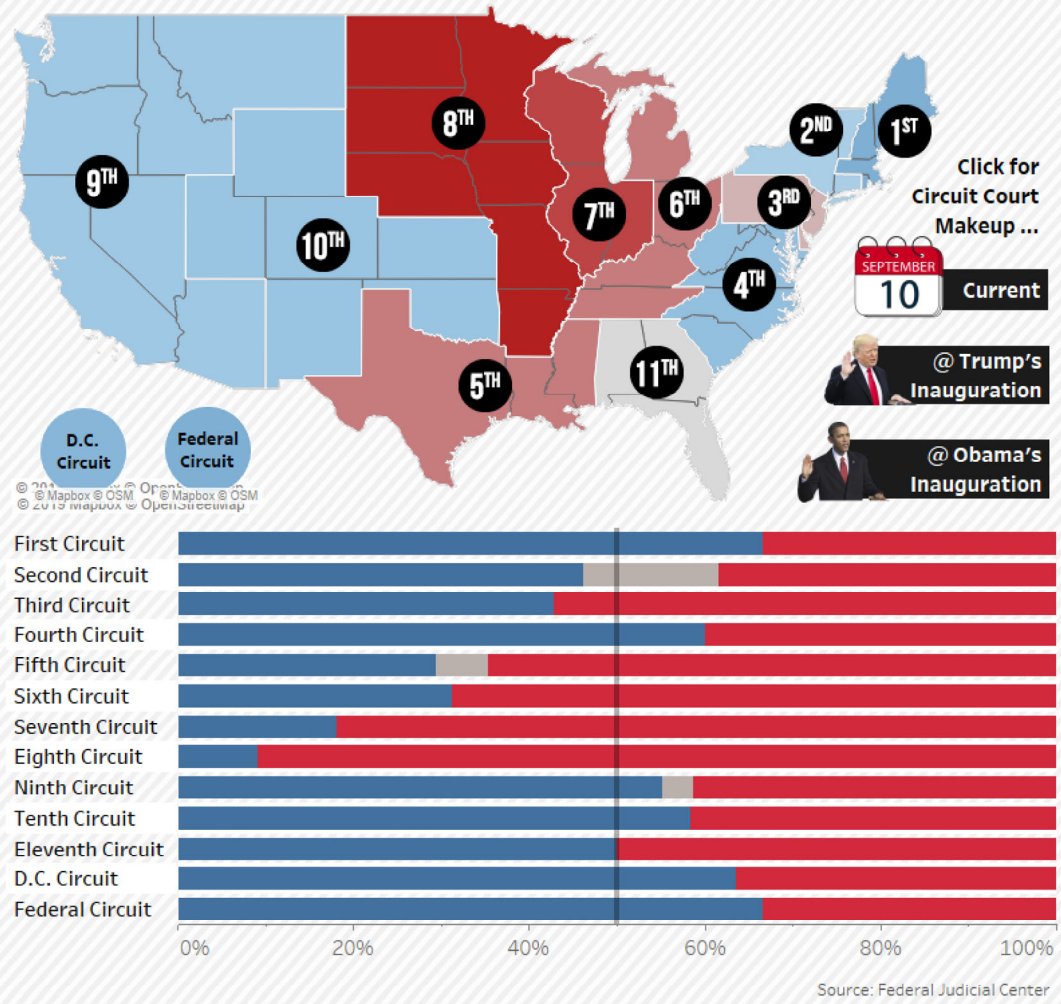 8TH
2ND
1ST
9TH
7TH
6TH
3RD
10TH
4TH
5TH
11TH
Click for
Circuit Court
Makeup ...
SEPTEMBER
10
Current
@ Trump's
Inauguration
@ Obama's
Inauguration
D.C.
Circuit
Federal
Circuit
© Mapbox © OSM
© Mapbox © OSM
© 2019 Mapbox © OpenStreetMap
First Circuit
Second Circuit
Third Circuit
Fourth Circuit
Fifth Circuit
Sixth Circuit
Seventh Circuit
Eighth Circuit
Ninth Circuit
Tenth Circuit
Eleventh Circuit
D.C. Circuit
Federal Circuit
0% 20% 40% 60% 80% 100%
Source: Federal Judicial Center